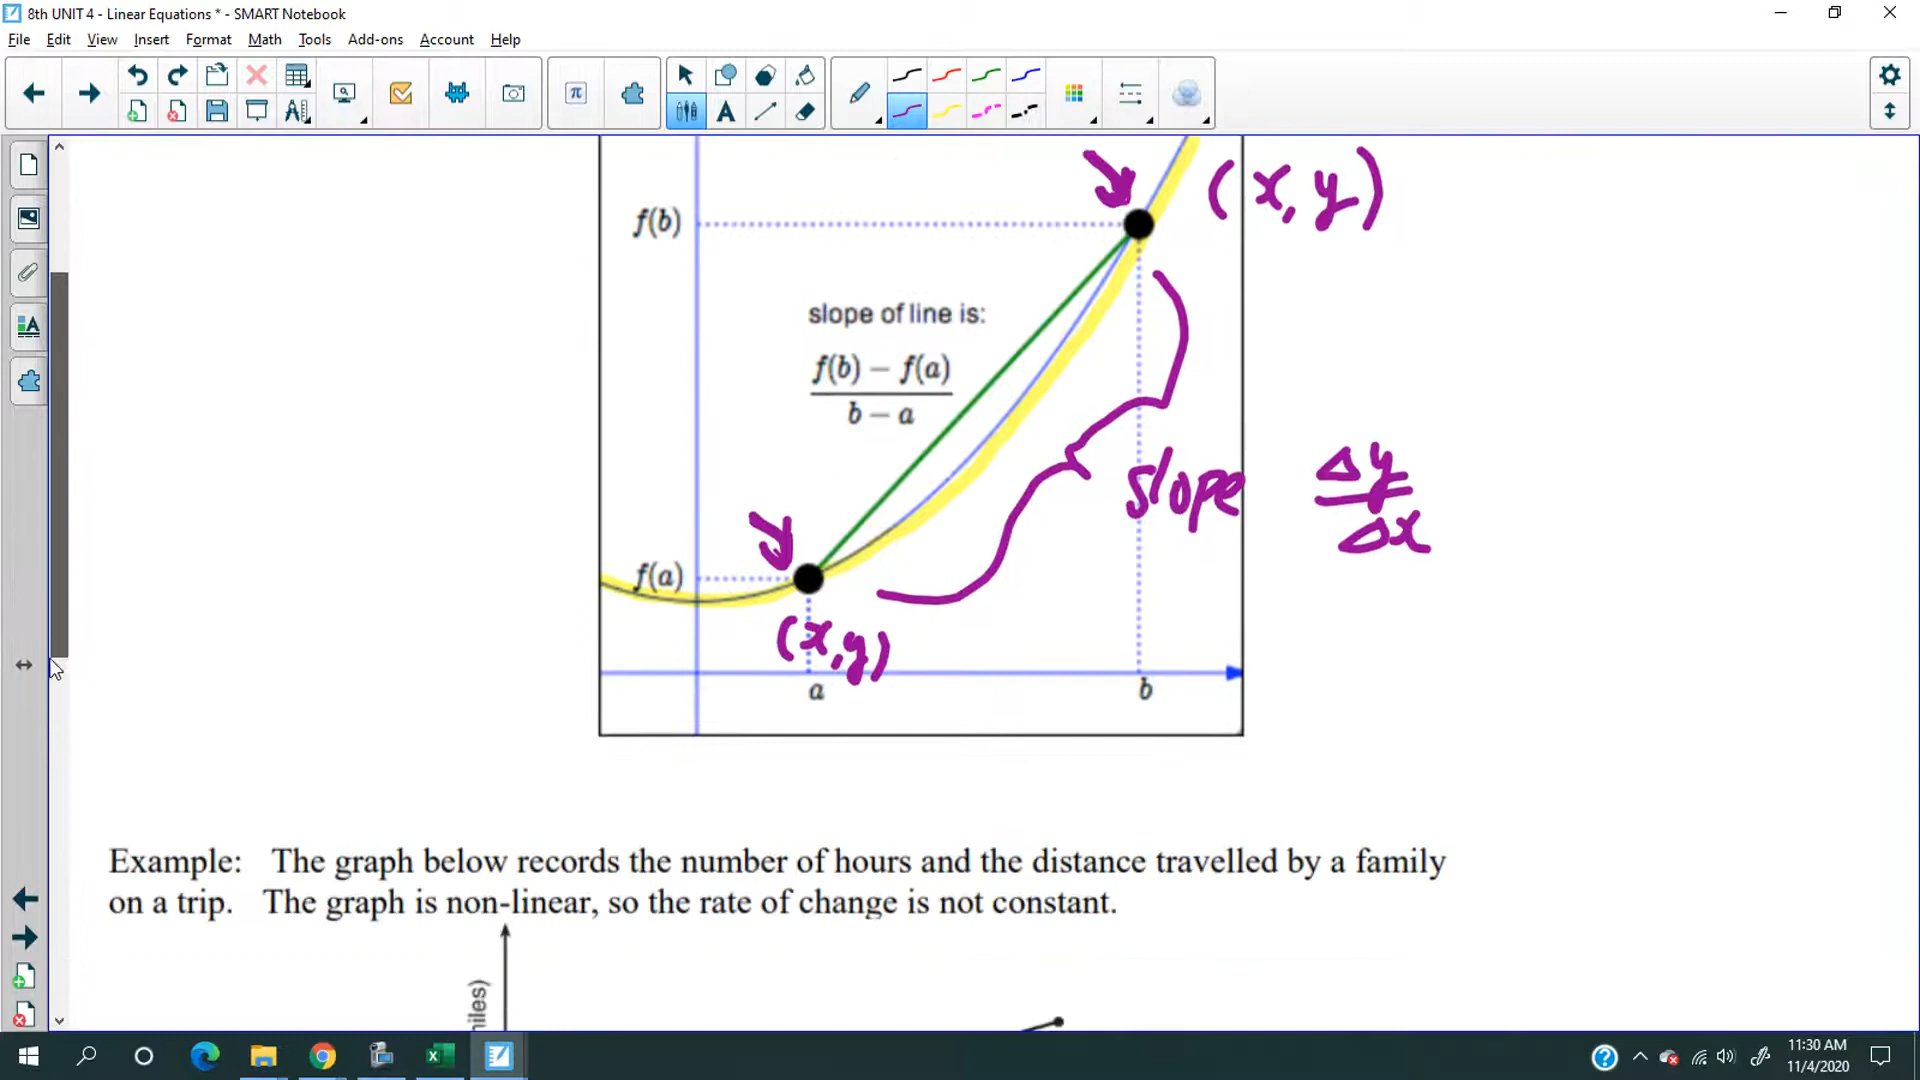 8th UNIT 4 - Linear Equations * - SMART Notebook
File Edit View Insert Format Math Tools Add-ons Account Help
f(b)
(x, y)
slope of line is:
f(b) − f(a)
b − a
slope
Δy
Δx
f(a)
(x, y)
a
b
Example: The graph below records the number of hours and the distance travelled by a family
on a trip. The graph is non-linear, so the rate of change is not constant.
11:30 AM
11/4/2020